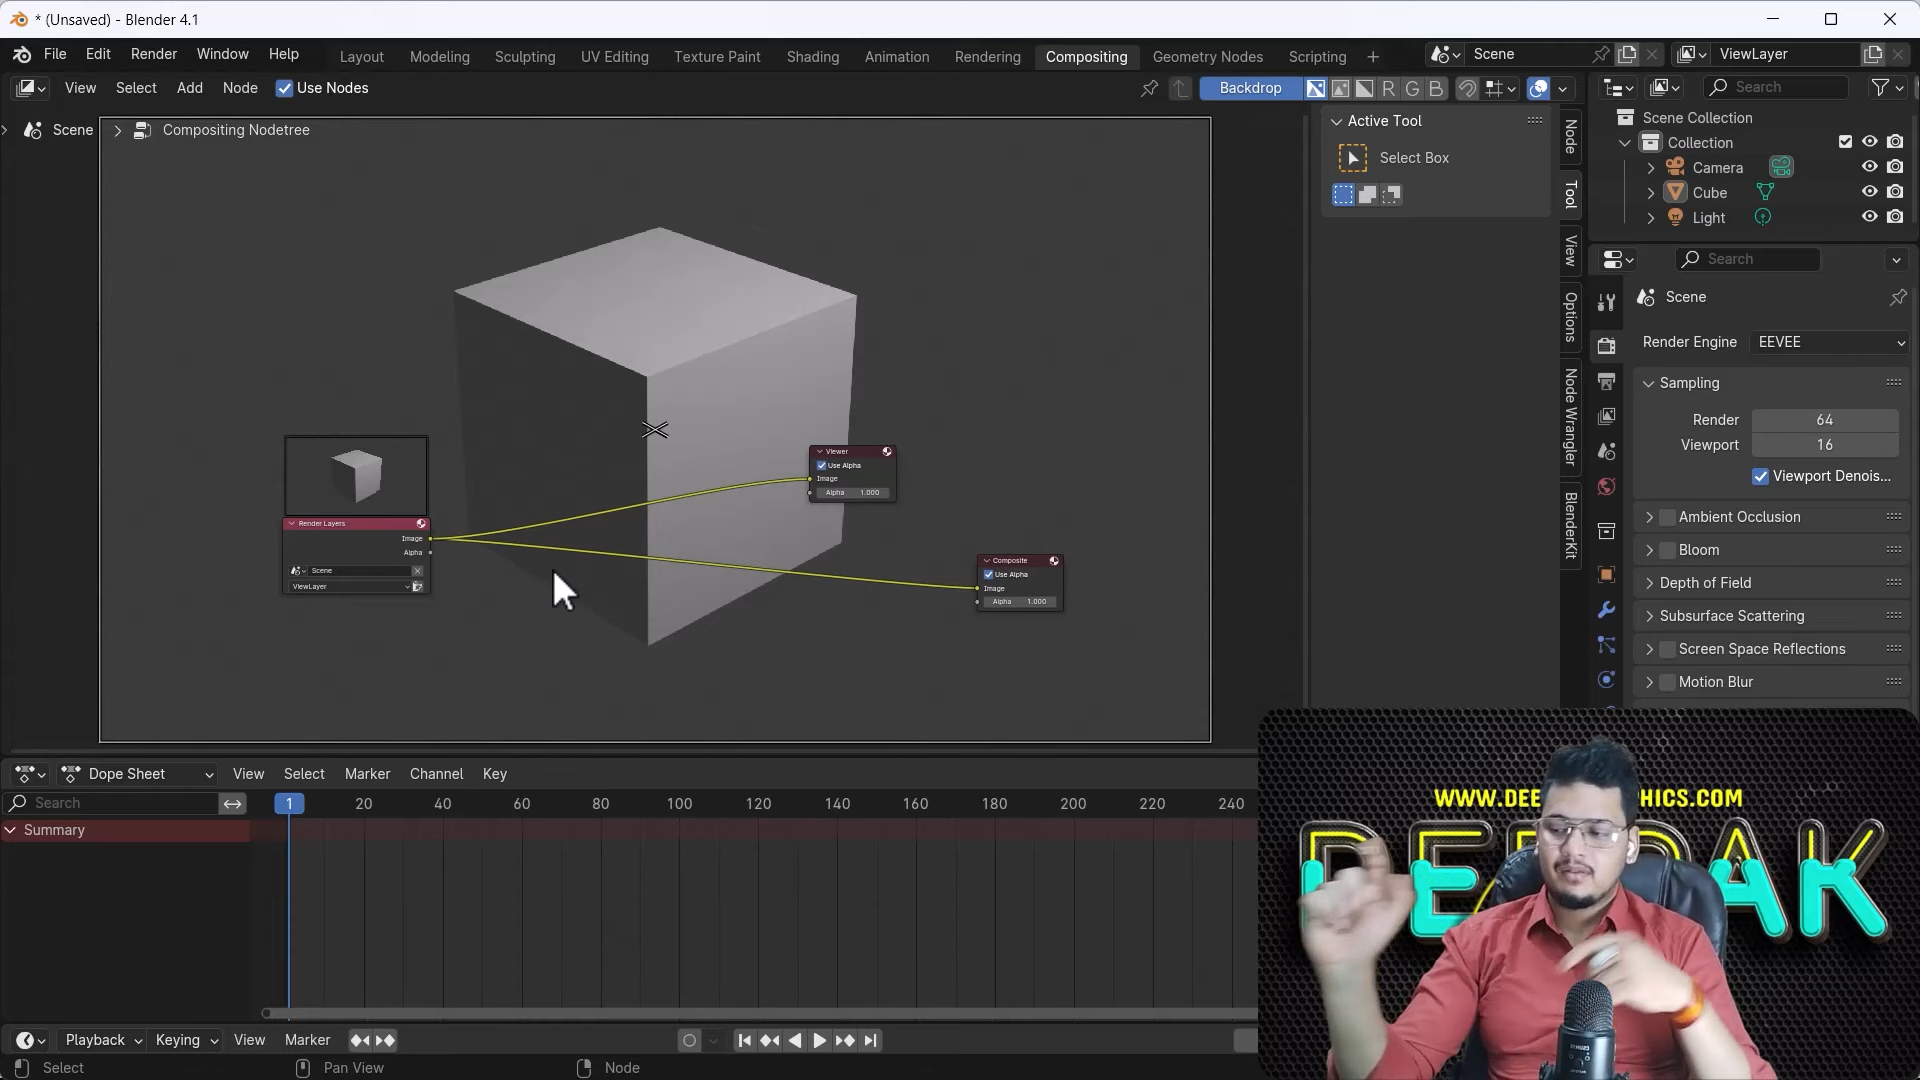 * (Unsaved) - Blender 4.1
File Edit Render Window Help
Layout Modeling Sculpting UV Editing Texture Paint Shading Animation Rendering Compositing Geometry Nodes Scripting
Scene
ViewLayer
View Select Add Node Use Nodes
Backdrop R G B
Search
Scene
Compositing Nodetree
Active Tool
Select Box
Node
Tool
View
Options
Node Wrangler
BlenderKit
Scene Collection
Collection
Camera
Cube
Light
Search
Scene
Render Engine EEVEE
Sampling
Render 64
Viewport 16
Viewport Denois...
Ambient Occlusion
Bloom
Depth of Field
Subsurface Scattering
Screen Space Reflections
Motion Blur
Render Layers
Image
Alpha
Scene
ViewLayer
Viewer
Use Alpha
Image
Alpha 1.000
Composite
Use Alpha
Image
Alpha 1.000
Dope Sheet View Select Marker Channel Key
Search
1 20 40 60 80 100 120 140 160 180 200 220 240
Summary
Playback Keying View Marker
Select Pan View Node